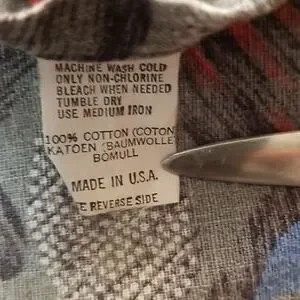 MACHINE WASH COLD
ONLY NON-CHLORINE
BLEACH WHEN NEEDED
TUMBLE DRY
USE MEDIUM IRON
100% COTTON (COTON
KATOEN (BAUMWOLLE
BOMULL
MADE IN U.S.A.
E REVERSE SIDE